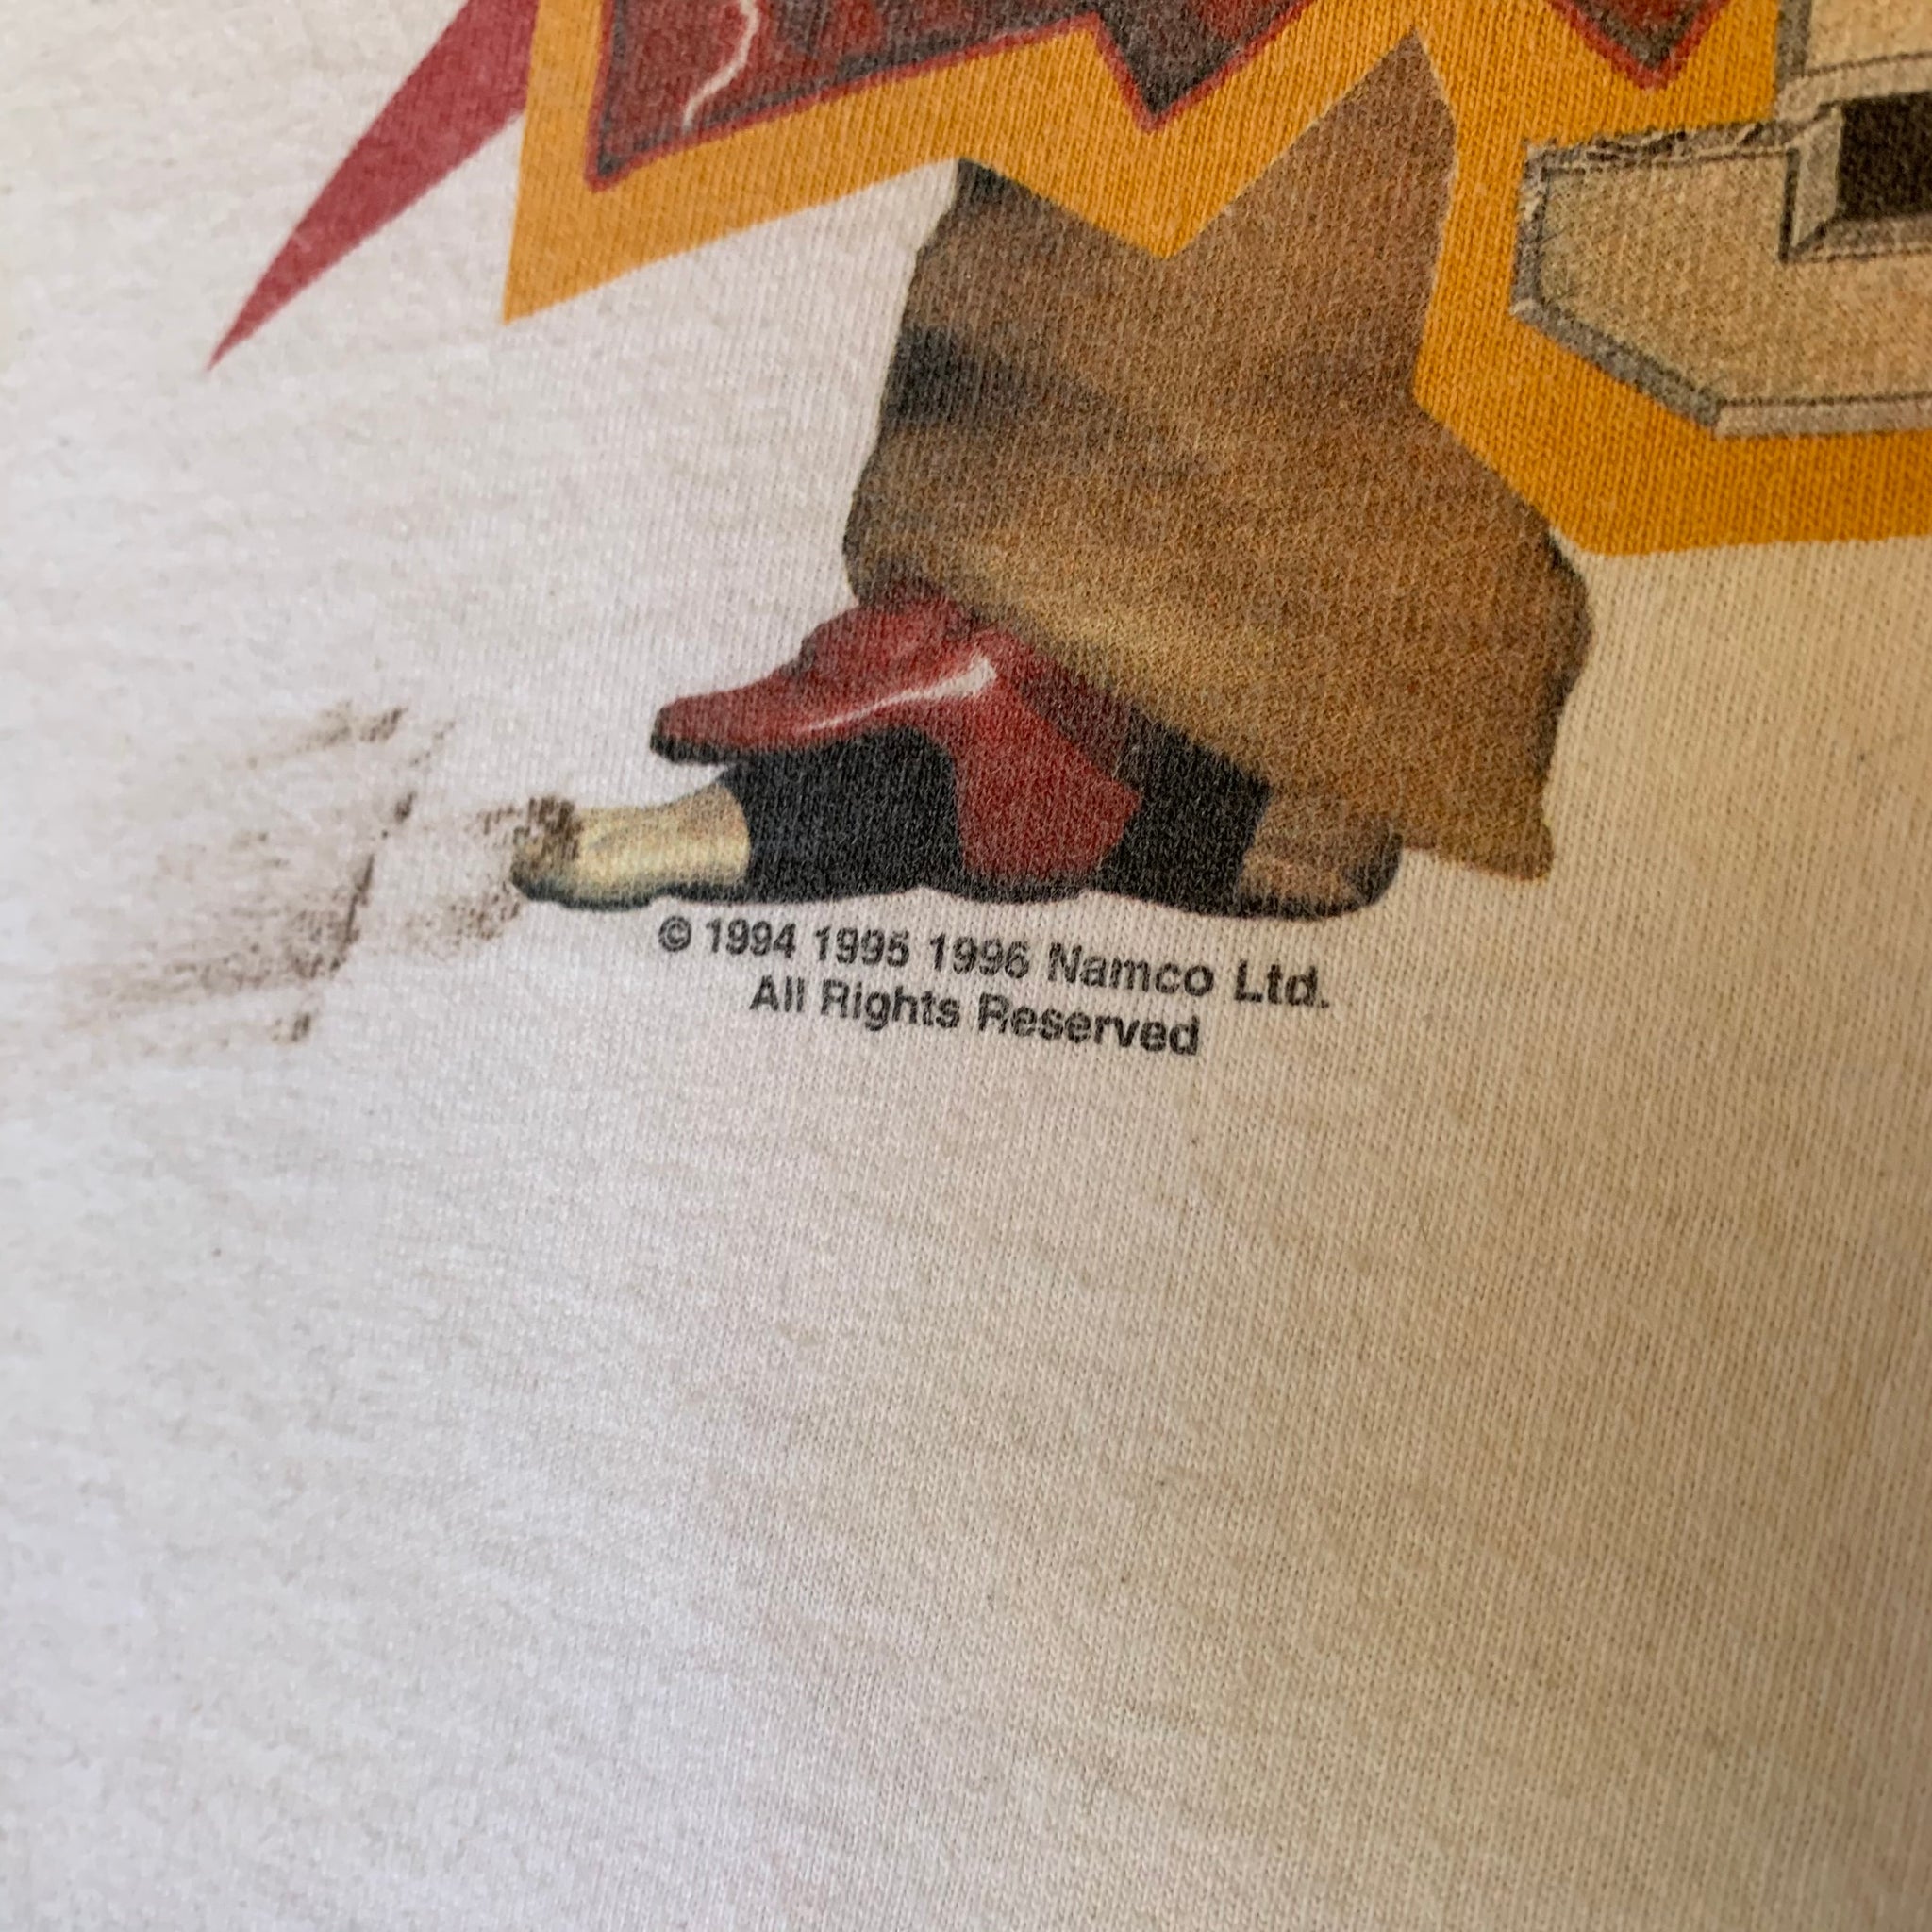 © 1994 1995 1996 Namco Ltd.
All Rights Reserved